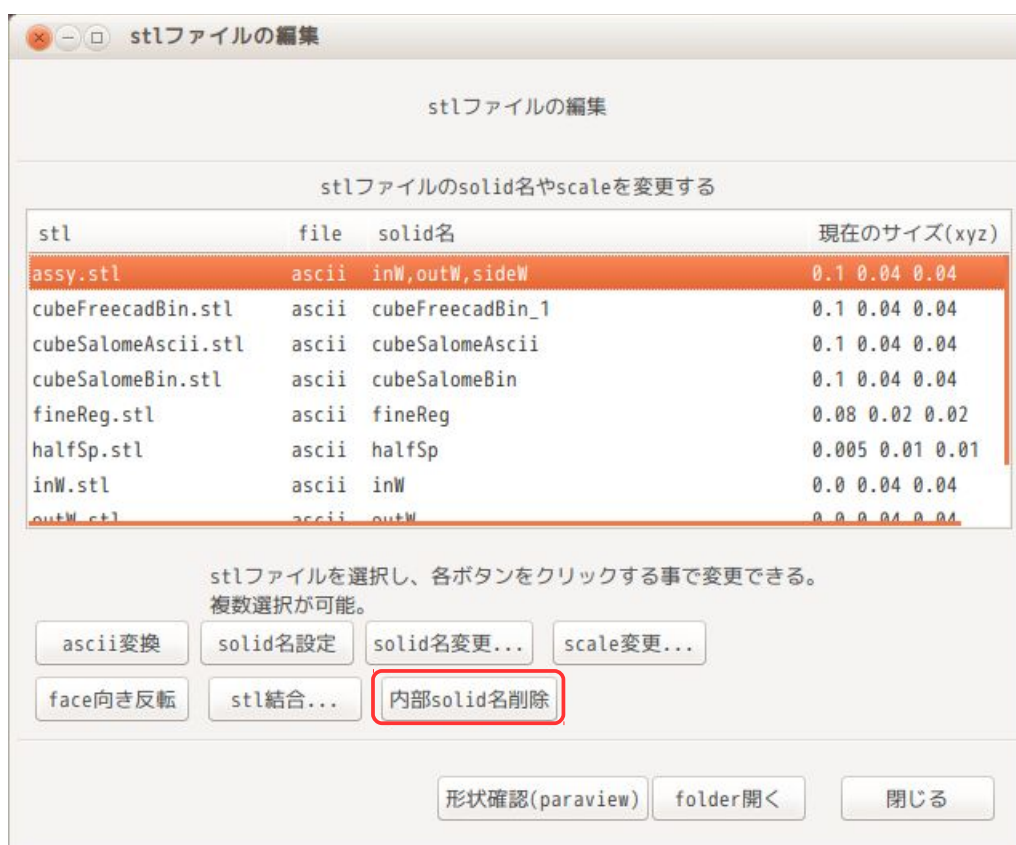 stlファイルの編集
stlファイルの編集
stlファイルのsolid名やscaleを変更する
stl file solid名 現在のサイズ(xyz)
assy.stl ascii inW,outW,sideW 0.1 0.04 0.04
cubeFreecadBin.stl ascii cubeFreecadBin_1 0.1 0.04 0.04
cubeSalomeAscii.stl ascii cubeSalomeAscii 0.1 0.04 0.04
cubeSalomeBin.stl ascii cubeSalomeBin 0.1 0.04 0.04
fineReg.stl ascii fineReg 0.08 0.02 0.02
halfSp.stl ascii halfSp 0.005 0.01 0.01
inW.stl ascii inW 0.0 0.04 0.04
outW.stl ascii outW 0.0 0.04 0.04
stlファイルを選択し、各ボタンをクリックする事で変更できる。
複数選択が可能。
ascii変換 solid名設定 solid名変更... scale変更...
face向き反転 stl結合... 内部solid名削除
形状確認(paraview) folder開く 閉じる